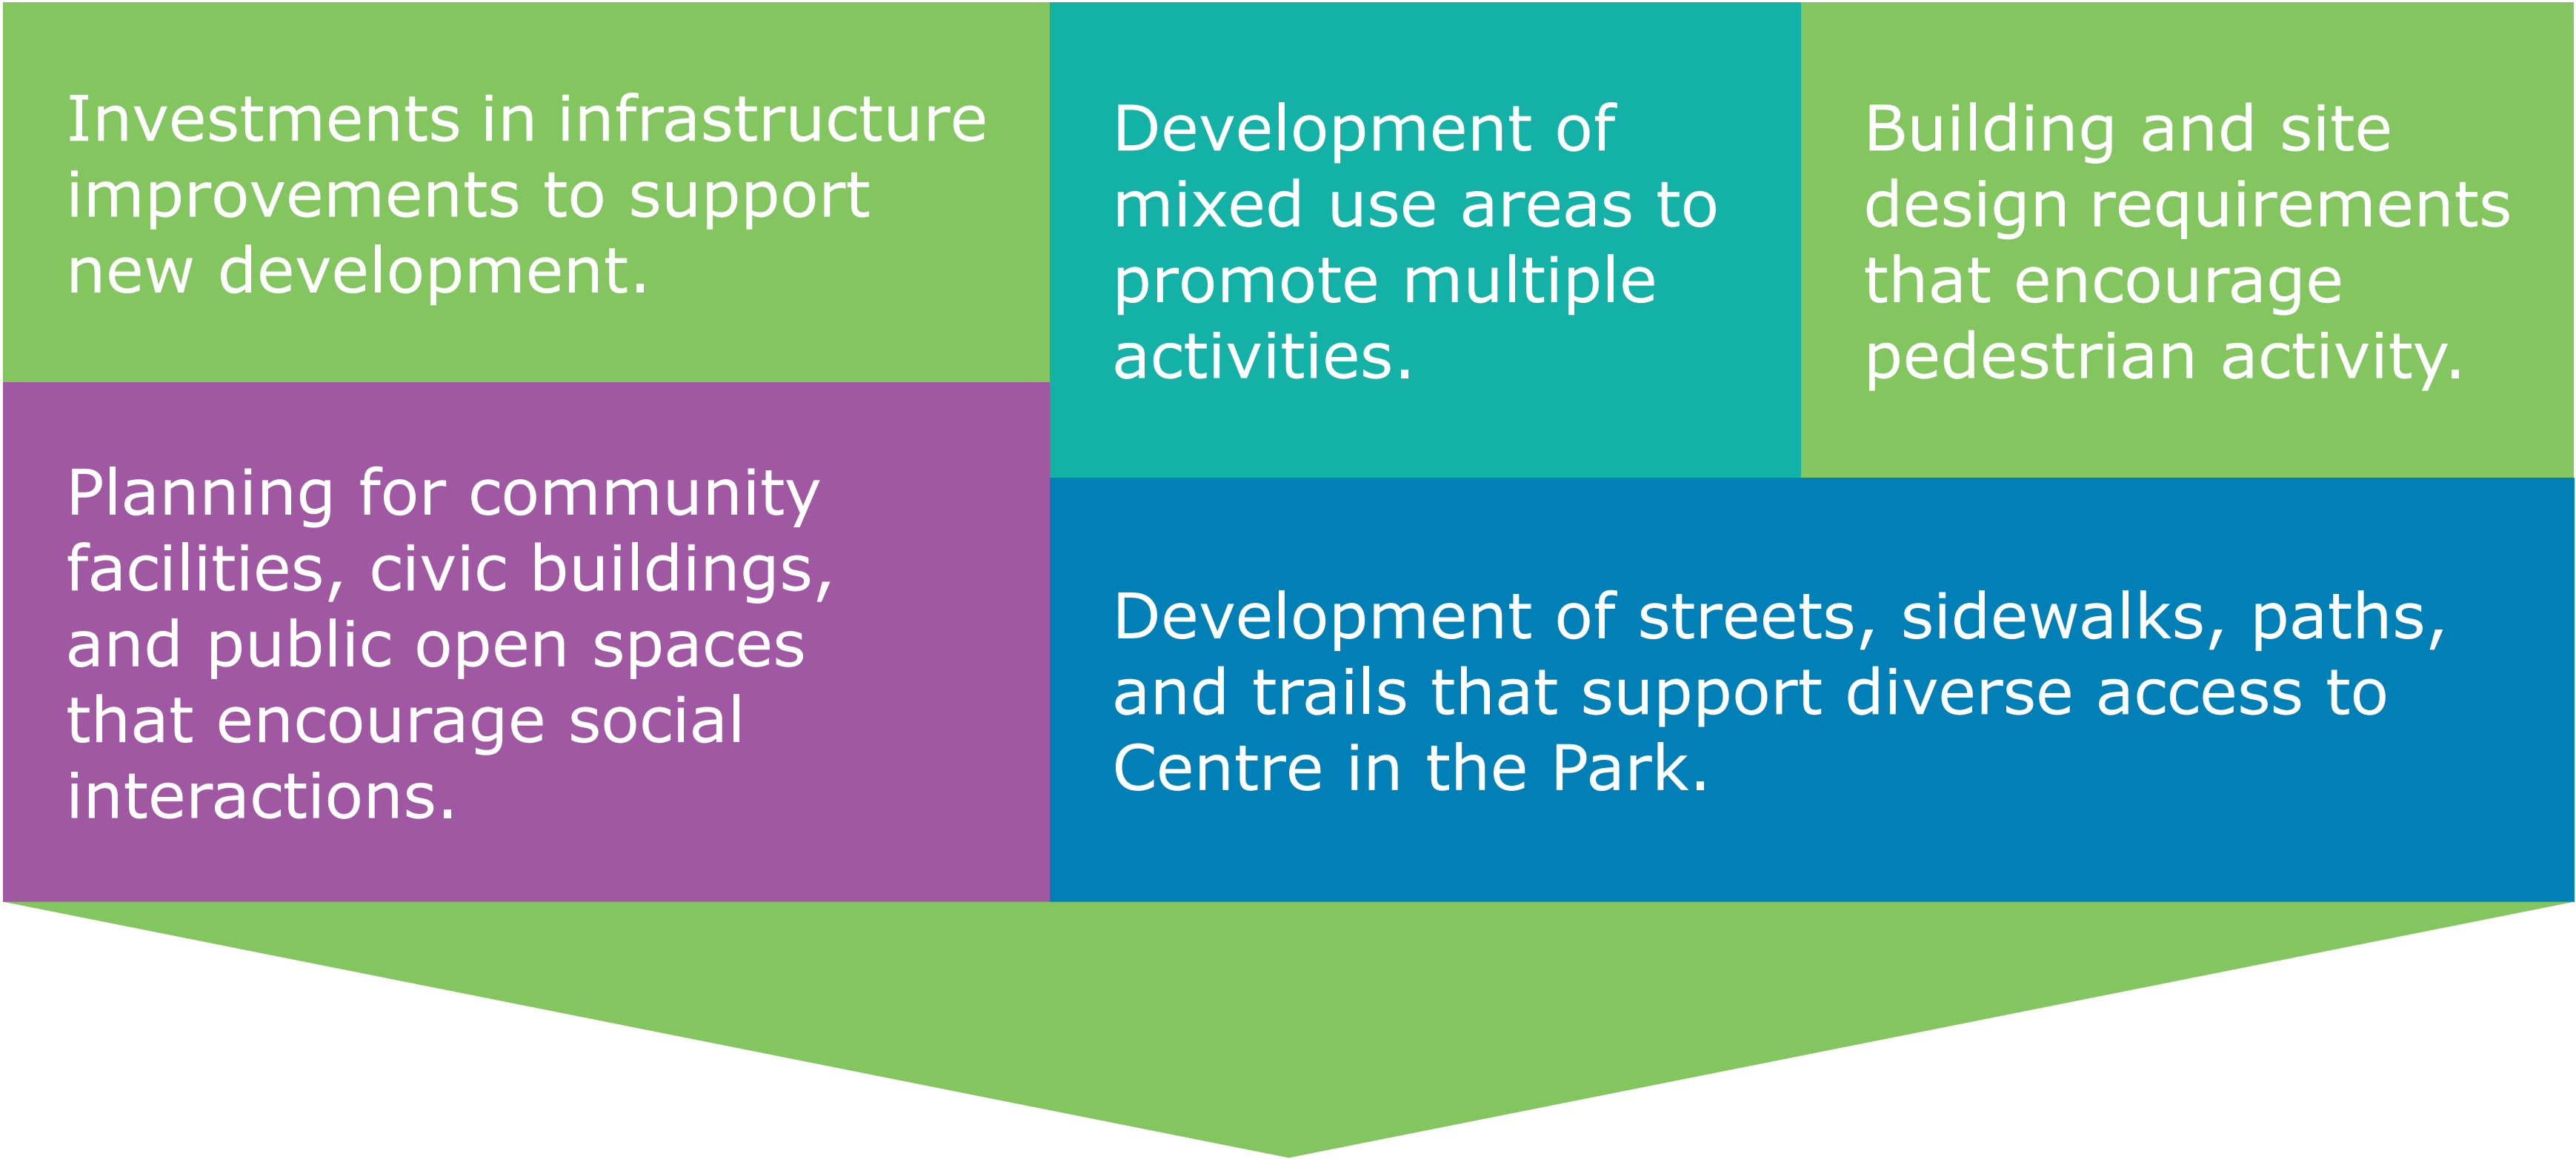 Investments in infrastructure
improvements to support
new development.
Development of
mixed use areas to
promote multiple
activities.
Building and site
design requirements
that encourage
pedestrian activity.
Planning for community
facilities, civic buildings,
and public open spaces
that encourage social
interactions.
Development of streets, sidewalks, paths,
and trails that support diverse access to
Centre in the Park.